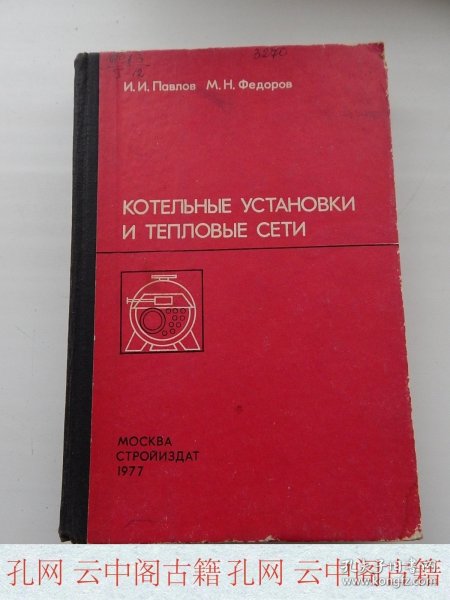 3270
И. И. Павлов М. Н. Федоров
КОТЕЛЬНЫЕ УСТАНОВКИ
И ТЕПЛОВЫЕ СЕТИ
МОСКВА
СТРОЙИЗДАТ
1977
孔网 云中阁古籍 孔网 云中阁古籍